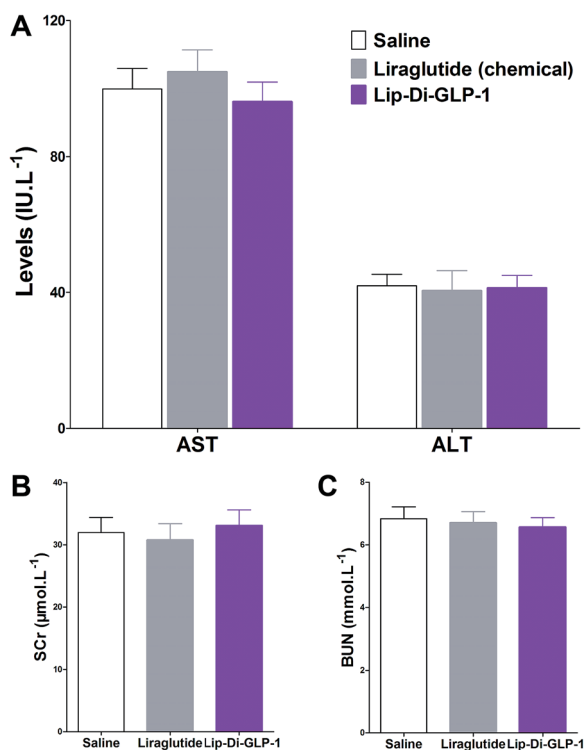 A
120
80
40
0
Levels (IU.L⁻¹)
Saline
Liraglutide (chemical)
Lip-Di-GLP-1
AST ALT
B
40
30
20
10
0
SCr (μmol.L⁻¹)
Saline Liraglutide Lip-Di-GLP-1
C
8
6
4
2
0
BUN (mmol.L⁻¹)
Saline Liraglutide Lip-Di-GLP-1